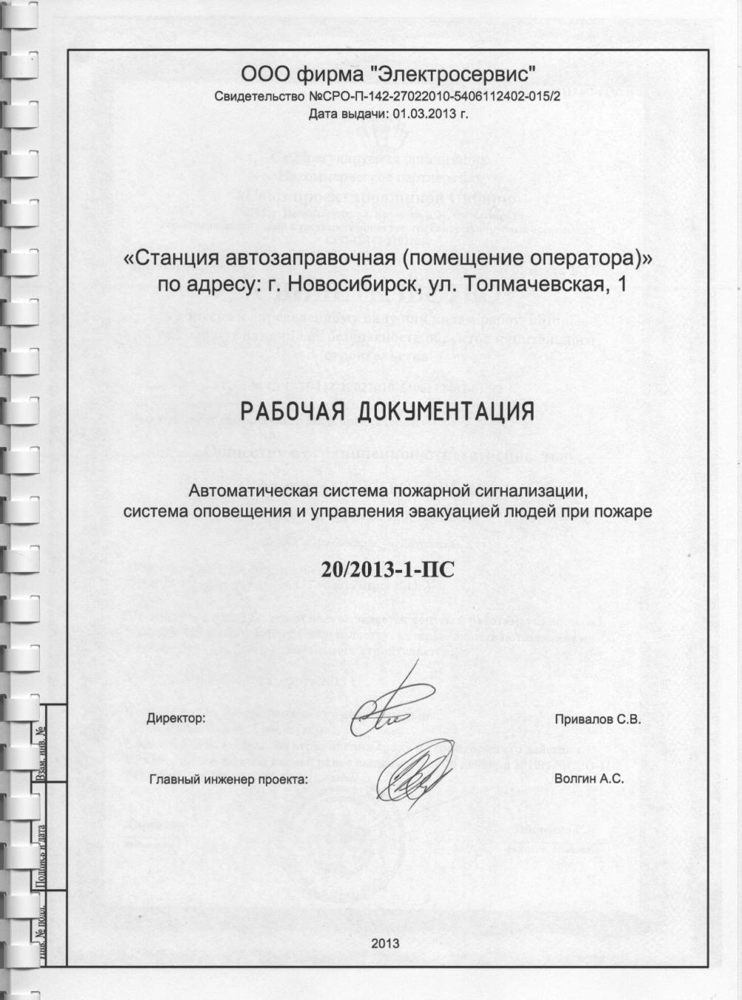 ООО фирма "Электросервис"
Свидетельство №СРО-П-142-27022010-5406112402-015/2
Дата выдачи: 01.03.2013 г.
«Станция автозаправочная (помещение оператора)»
по адресу: г. Новосибирск, ул. Толмачевская, 1
РАБОЧАЯ ДОКУМЕНТАЦИЯ
Автоматическая система пожарной сигнализации,
система оповещения и управления эвакуацией людей при пожаре
20/2013-1-ПС
Директор: Привалов С.В.
Главный инженер проекта: Волгин А.С.
Взам. инв. №
Подпись и дата
Инв. № подл.
2013